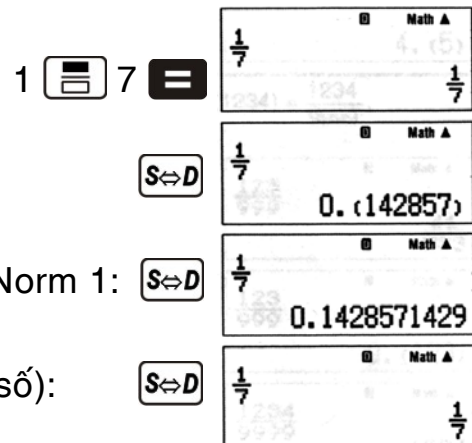 D Math ▲
1 ▤ 7 = 1/7
1/7
D Math ▲
S⇔D 1/7
0.(142857)
D Math ▲
Norm 1: S⇔D 1/7
0.1428571429
D Math ▲
số): S⇔D 1/7
1/7